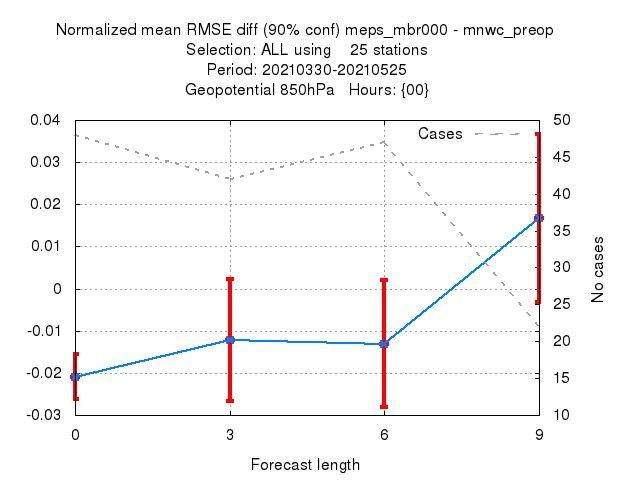 Normalized mean RMSE diff (90% conf) meps_mbr000 - mnwc_preop
Selection: ALL using    25 stations
Period: 20210330-20210525
Geopotential 850hPa   Hours: {00}
Cases
0.04
0.03
0.02
0.01
0
-0.01
-0.02
-0.03
50
45
40
35
30
25
20
15
10
No cases
0 3 6 9
Forecast length